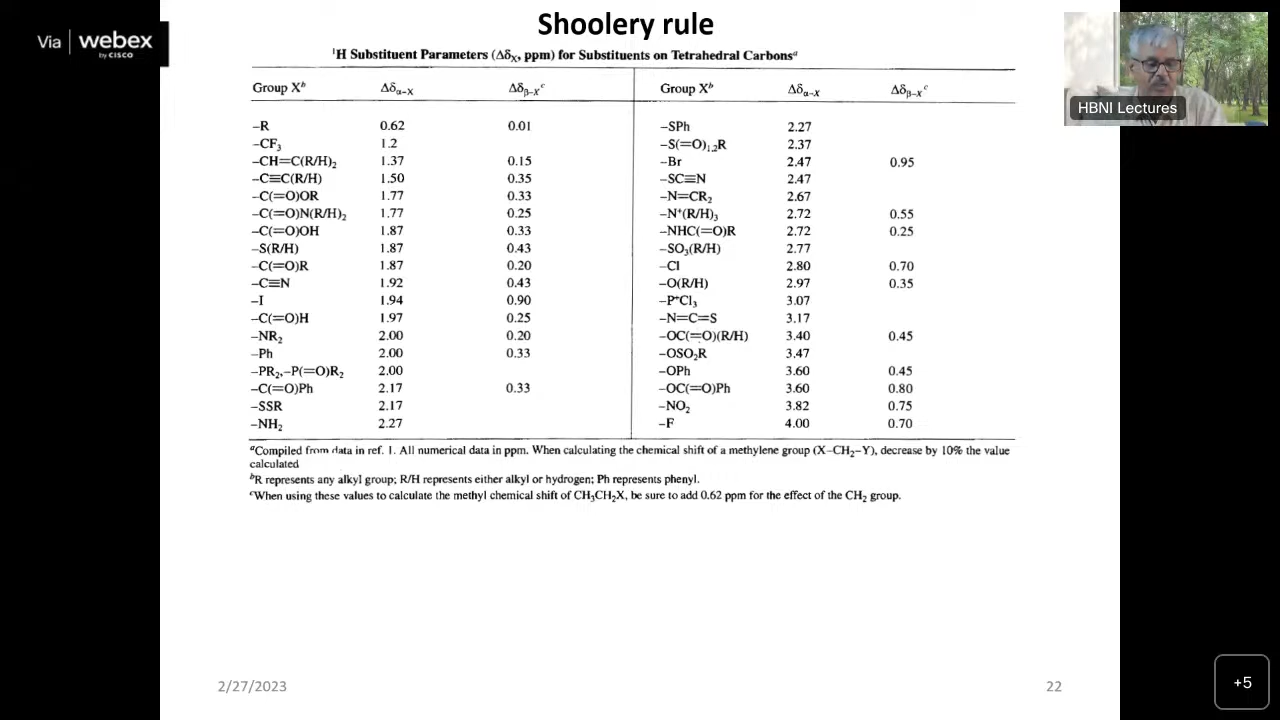 Shoolery rule
Via | webex
by CISCO
¹H Substituent Parameters (Δδ_X, ppm) for Substituents on Tetrahedral Carbonsᵃ
HBNI Lectures
Group Xᵇ Δδ_α–X Δδ_β–Xᶜ Group Xᵇ Δδ_α–X Δδ_β–Xᶜ
–R 0.62 0.01 –SPh 2.27
–CF₃ 1.2 –S(=O)₁,₂R 2.37
–CH=C(R/H)₂ 1.37 0.15 –Br 2.47 0.95
–C≡C(R/H) 1.50 0.35 –SC≡N 2.47
–C(=O)OR 1.77 0.33 –N=CR₂ 2.67
–C(=O)N(R/H)₂ 1.77 0.25 –N⁺(R/H)₃ 2.72 0.55
–C(=O)OH 1.87 0.33 –NHC(=O)R 2.72 0.25
–S(R/H) 1.87 0.43 –SO₃(R/H) 2.77
–C(=O)R 1.87 0.20 –Cl 2.80 0.70
–C≡N 1.92 0.43 –O(R/H) 2.97 0.35
–I 1.94 0.90 –P⁺Cl₃ 3.07
–C(=O)H 1.97 0.25 –N=C=S 3.17
–NR₂ 2.00 0.20 –OC(=O)(R/H) 3.40 0.45
–Ph 2.00 0.33 –OSO₂R 3.47
–PR₂,–P(=O)R₂ 2.00 –OPh 3.60 0.45
–C(=O)Ph 2.17 0.33 –OC(=O)Ph 3.60 0.80
–SSR 2.17 –NO₂ 3.82 0.75
–NH₂ 2.27 –F 4.00 0.70
ᵃCompiled from data in ref. 1. All numerical data in ppm. When calculating the chemical shift of a methylene group (X–CH₂–Y), decrease by 10% the value
calculated
ᵇR represents any alkyl group; R/H represents either alkyl or hydrogen; Ph represents phenyl.
ᶜWhen using these values to calculate the methyl chemical shift of CH₃CH₂X, be sure to add 0.62 ppm for the effect of the CH₂ group.
2/27/2023 22
+5